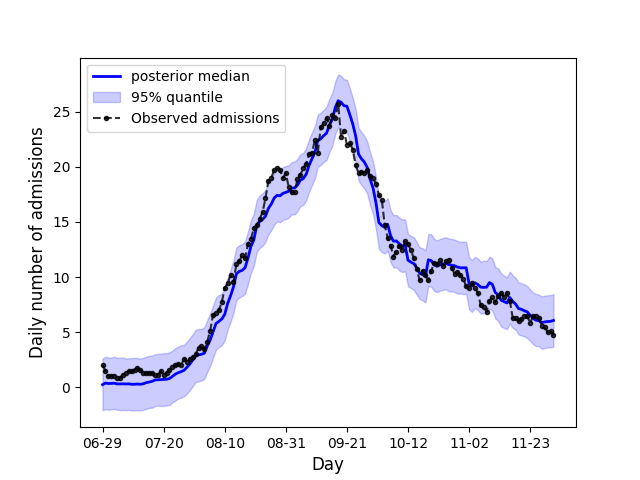 posterior median
95% quantile
Observed admissions
Daily number of admissions
25
20
15
10
5
0
06-29 07-20 08-10 08-31 09-21 10-12 11-02 11-23
Day